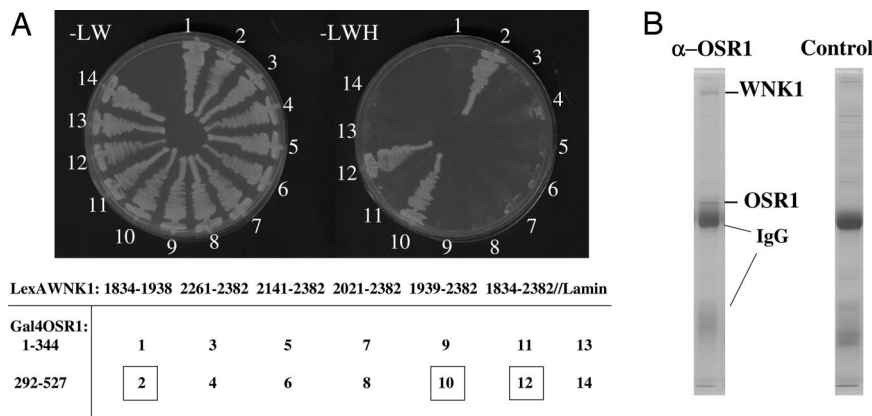 A
-LW
1
2
3
4
5
6
7
8
9
10
11
12
13
14
-LWH
1
2
3
4
5
6
7
8
9
10
11
12
13
14
LexAWNK1: 1834-1938 2261-2382 2141-2382 2021-2382 1939-2382 1834-2382//Lamin
Gal4OSR1:
1-344 1 3 5 7 9 11 13
292-527 2 4 6 8 10 12 14
B
α-OSR1 Control
WNK1
OSR1
IgG